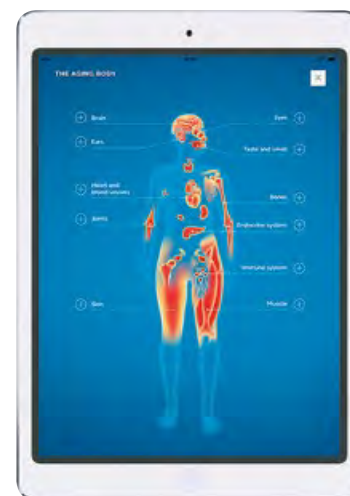 THE AGING BODY
Brain
Eyes
Ears
Taste and smell
Heart and
blood vessels
Bones
Joints
Endocrine system
Immune system
Skin
Muscle